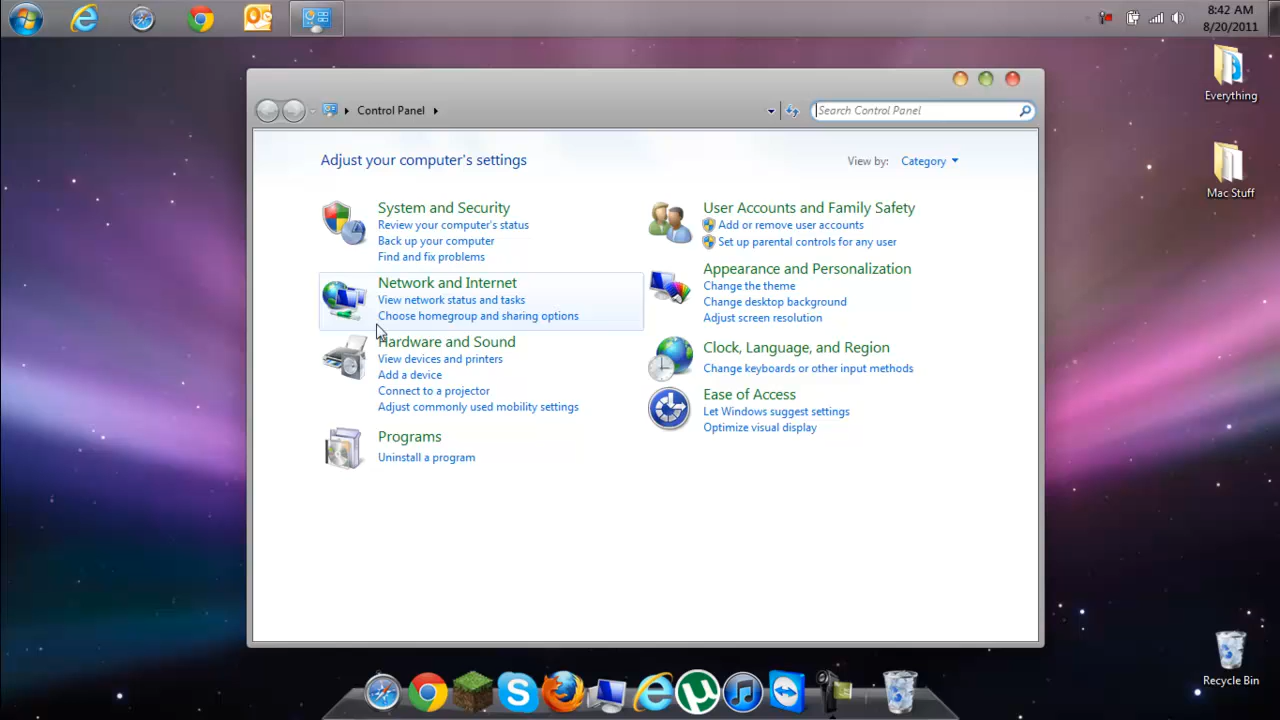 8:42 AM
8/20/2011
Everything
Mac Stuff
Recycle Bin
Control Panel
Search Control Panel
Adjust your computer's settings
View by: Category
System and Security
Review your computer's status
Back up your computer
Find and fix problems
Network and Internet
View network status and tasks
Choose homegroup and sharing options
Hardware and Sound
View devices and printers
Add a device
Connect to a projector
Adjust commonly used mobility settings
Programs
Uninstall a program
User Accounts and Family Safety
Add or remove user accounts
Set up parental controls for any user
Appearance and Personalization
Change the theme
Change desktop background
Adjust screen resolution
Clock, Language, and Region
Change keyboards or other input methods
Ease of Access
Let Windows suggest settings
Optimize visual display